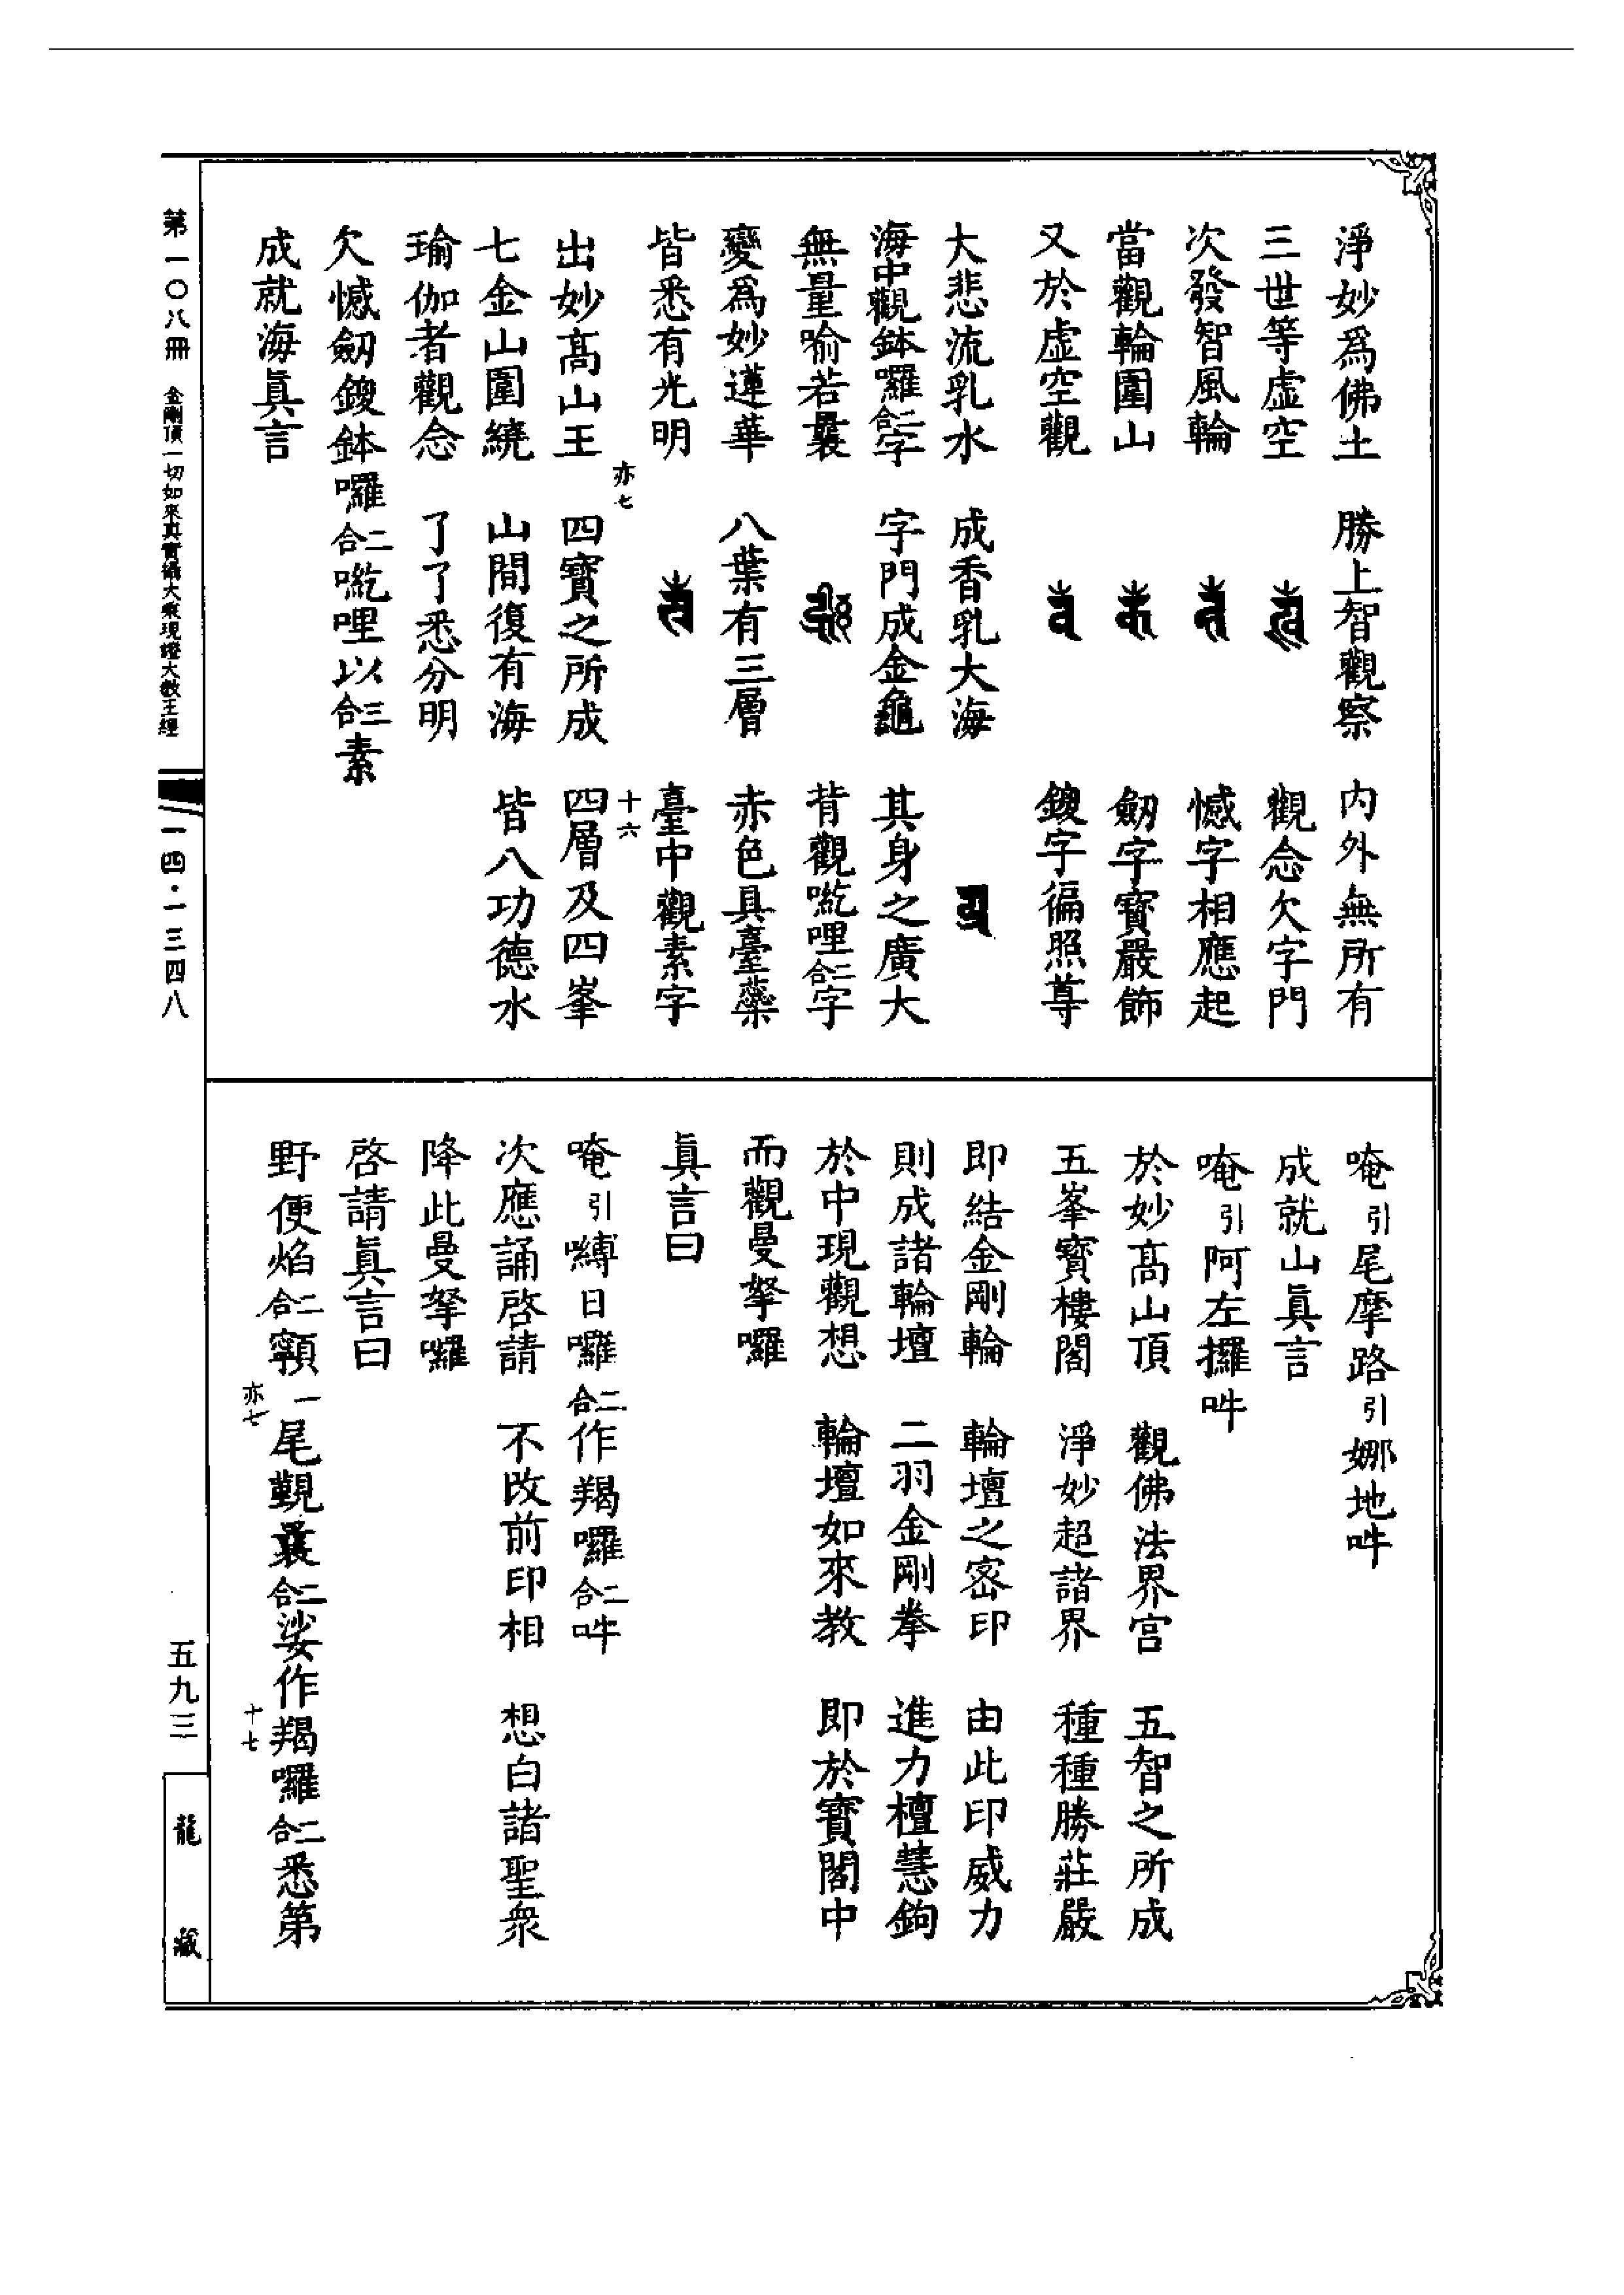 淨妙爲佛土　勝上智觀察　內外無所有
三世等虛空　觀念欠字門
次發智風輪　憾字相應起
當觀輪圍山　劒字寶嚴飾
又於虛空觀　鍐字徧照尊
大悲流乳水　成香乳大海
海中觀鉢囉二合字　字門成金龜　其身之廣大
無量喻若曩　背觀𠿒哩二合字
變爲妙蓮華　八葉有三層　赤色具臺蘂
皆悉有光明　臺中觀素字
亦七　十六
出妙高山王　四寶之所成　四層及四峯
七金山圍繞　山間復有海　皆八功德水
瑜伽者觀念　了了悉分明
欠憾劒鍐鉢囉二合𠿒哩以三合素
成就海眞言
唵引尾摩路引娜地吽
成就山眞言
唵引阿左攞吽
於妙高山頂　觀佛法界宮　五智之所成
五峯寶樓閣　淨妙超諸界　種種勝莊嚴
即結金剛輪　輪壇之密印　由此印威力
則成諸輪壇　二羽金剛拳　進力檀慧鉤
於中現觀想　輪壇如來教　即於寶閣中
而觀曼拏囉
眞言曰
唵引嚩日囉二合作羯囉二合吽
次應誦啓請　不改前印相　想白諸聖衆
降此曼拏囉
啓請眞言曰
野便焰二合寧頁一尾覲曩二合娑作羯囉二合悉第
亦七　十七
第一〇八冊　金剛頂一切如來真實攝大乘現證大教王經
一四·一三四八
五九三
龍藏